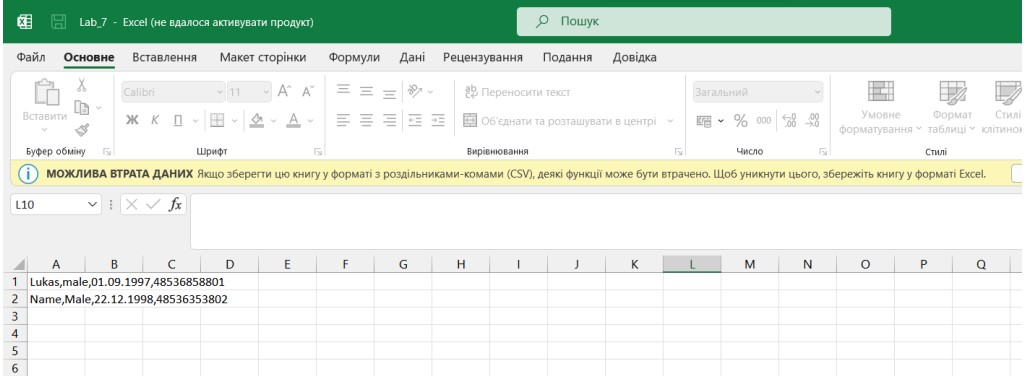 Lab_7 - Excel (не вдалося активувати продукт) Пошук
Файл Основне Вставлення Макет сторінки Формули Дані Рецензування Подання Довідка
Calibri 11 A^ A˅ ab Переносити текст Загальний
Вставити Ж К П A Об'єднати та розташувати в центрі % 000 ,00 ,00 Умовне форматування Формат таблиці Стилі клітинок
Буфер обміну Шрифт Вирівнювання Число Стилі
МОЖЛИВА ВТРАТА ДАНИХ Якщо зберегти цю книгу у форматі з роздільниками-комами (CSV), деякі функції може бути втрачено. Щоб уникнути цього, збережіть книгу у форматі Excel.
L10 fx
A B C D E F G H I J K L M N O P Q
1 Lukas,male,01.09.1997,48536858801
2 Name,Male,22.12.1998,48536353802
3
4
5
6